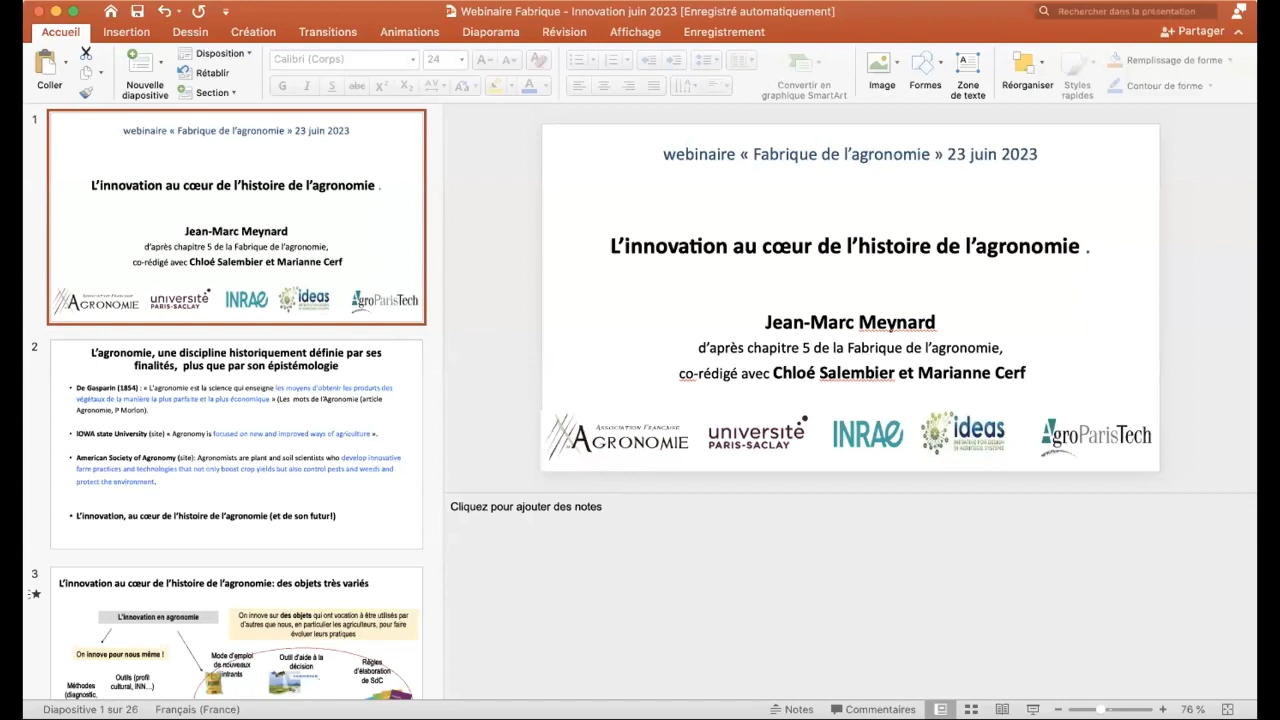 Webinaire Fabrique - Innovation juin 2023 [Enregistré automatiquement]
Rechercher dans la présentation
Accueil
Insertion
Dessin
Création
Transitions
Animations
Diaporama
Révision
Affichage
Enregistrement
Partager
Coller
Nouvelle
diapositive
Disposition
Rétablir
Section
Calibri (Corps)
24
G I S abc X² X₂
Convertir en
graphique SmartArt
Image
Formes
Zone
de texte
Réorganiser
Styles
rapides
Remplissage de forme
Contour de forme
1
webinaire « Fabrique de l'agronomie » 23 juin 2023
L'innovation au cœur de l'histoire de l'agronomie .
Jean-Marc Meynard
d'après chapitre 5 de la Fabrique de l'agronomie,
co-rédigé avec Chloé Salembier et Marianne Cerf
AGRONOMIE
université
PARIS-SACLAY
INRAE
ideas
AgroParisTech
2
L'agronomie, une discipline historiquement définie par ses
finalités, plus que par son épistémologie
• De Gasparin (1854) : « L'agronomie est la science qui enseigne les moyens d'obtenir les produits des
végétaux de la manière la plus parfaite et la plus économique » (Les mots de l'Agronomie (article
Agronomie, P Morlon).
• IOWA state University (site) « Agronomy is focused on new and improved ways of agriculture ».
• American Society of Agronomy (site): Agronomists are plant and soil scientists who develop innovative
farm practices and technologies that not only boost crop yields but also control pests and weeds and
protect the environment.
• L'innovation, au cœur de l'histoire de l'agronomie (et de son futur!)
3
L'innovation au cœur de l'histoire de l'agronomie: des objets très variés
L'innovation en agronomie
On innove sur des objets qui ont vocation à être utilisés par
d'autres que nous, en particulier les agriculteurs, pour faire
évoluer leurs pratiques
On innove pour nous même !
Mode d'emploi
de nouveaux
intrants
Outil d'aide à la
décision
Règles
d'élaboration
de SdC
Outils (profil
cultural, INN...)
Méthodes
(diagnostic,
webinaire « Fabrique de l'agronomie » 23 juin 2023
L'innovation au cœur de l'histoire de l'agronomie .
Jean-Marc Meynard
d'après chapitre 5 de la Fabrique de l'agronomie,
co-rédigé avec Chloé Salembier et Marianne Cerf
ASSOCIATION FRANÇAISE
AGRONOMIE
université
PARIS-SACLAY
INRAE
ideas
INITIATIVE FOR DESIGN
IN AGRIFOOD SYSTEMS
AgroParisTech
Cliquez pour ajouter des notes
Diapositive 1 sur 26
Français (France)
Notes
Commentaires
76 %